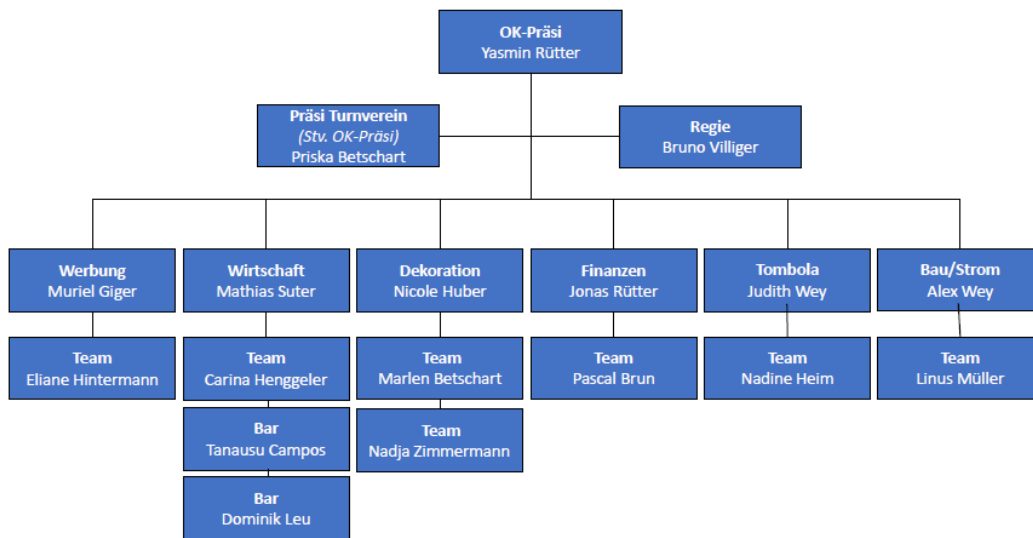 OK-Präsi
Yasmin Rütter
Präsi Turnverein
(Stv. OK-Präsi)
Priska Betschart
Regie
Bruno Villiger
Werbung
Muriel Giger
Wirtschaft
Mathias Suter
Dekoration
Nicole Huber
Finanzen
Jonas Rütter
Tombola
Judith Wey
Bau/Strom
Alex Wey
Team
Eliane Hintermann
Team
Carina Henggeler
Team
Marlen Betschart
Team
Pascal Brun
Team
Nadine Heim
Team
Linus Müller
Bar
Tanausu Campos
Team
Nadja Zimmermann
Bar
Dominik Leu